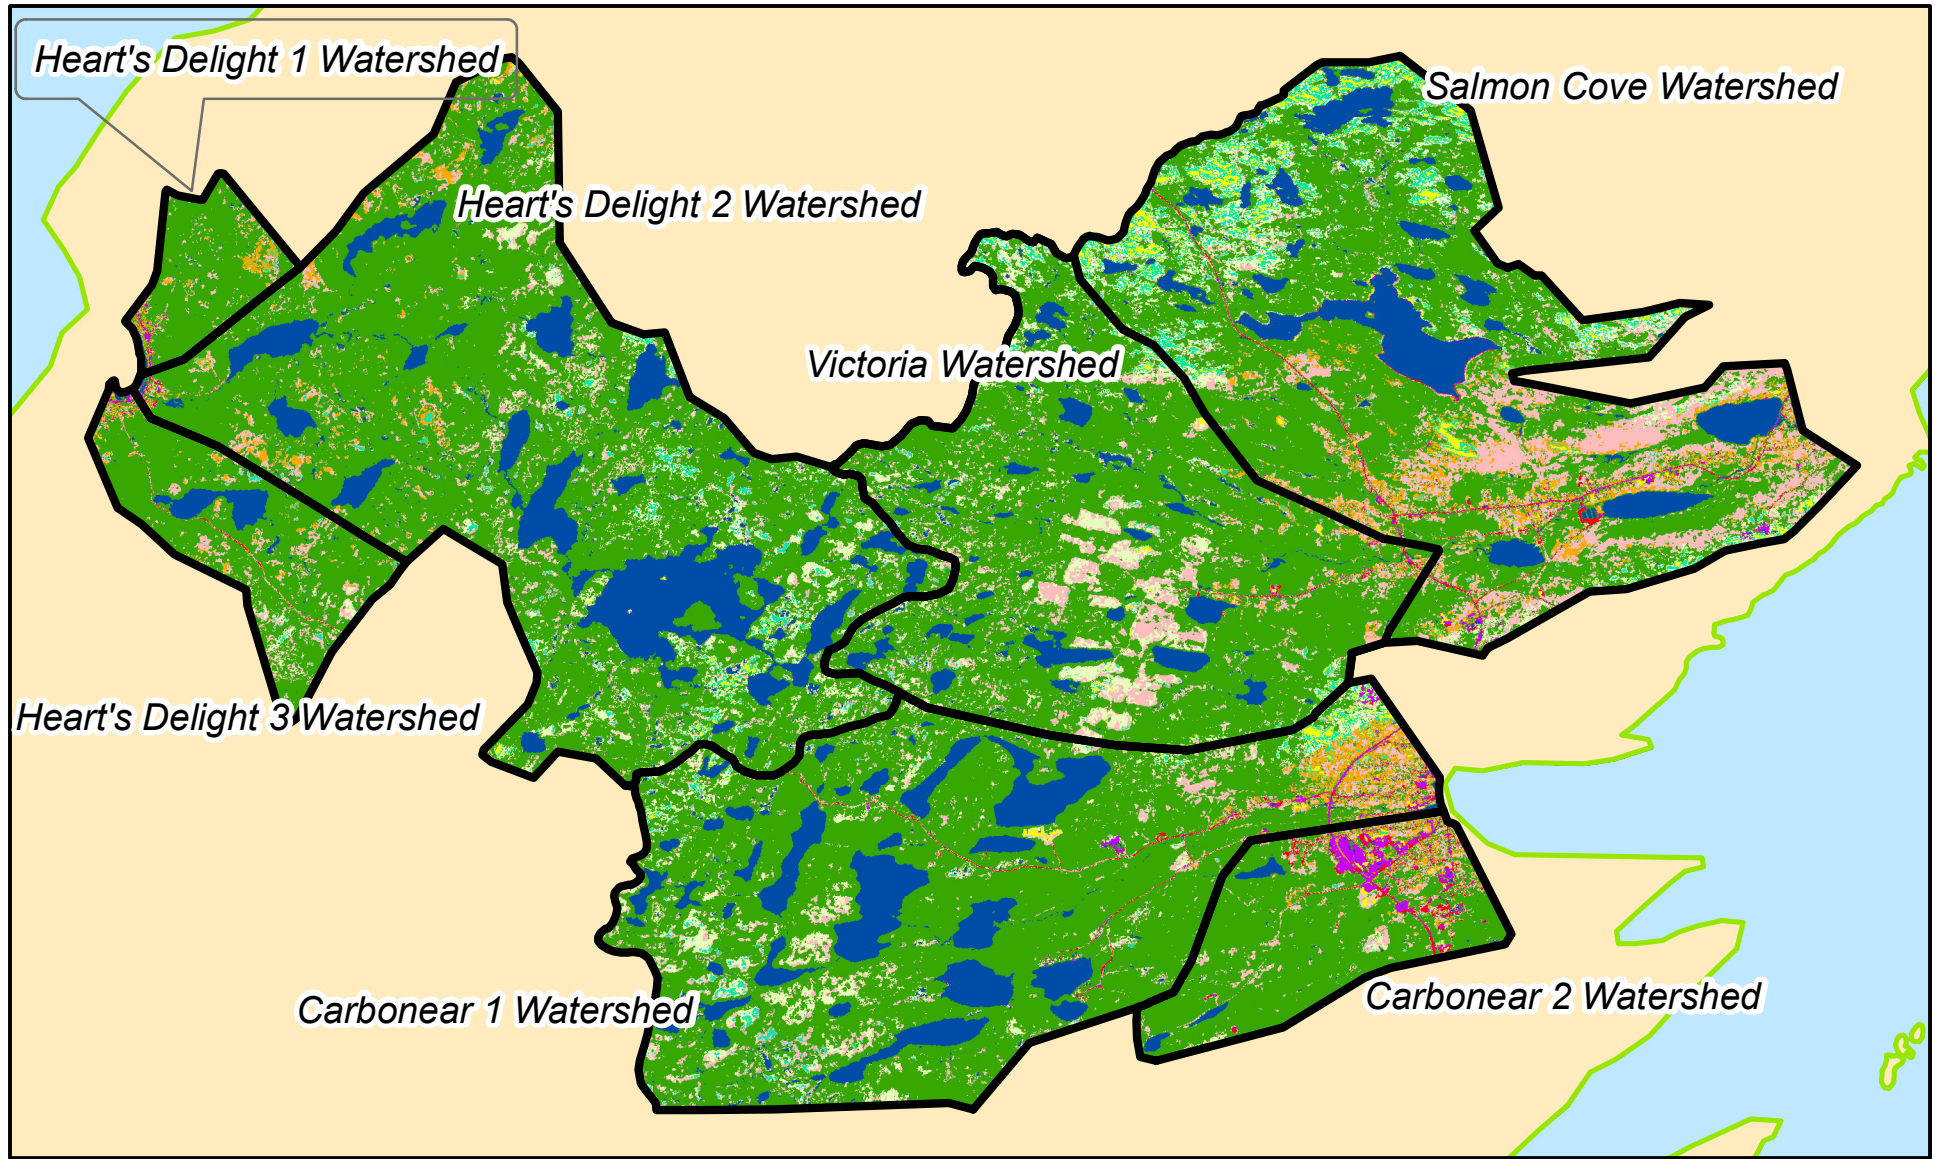 Heart's Delight 1 Watershed
Salmon Cove Watershed
Heart's Delight 2 Watershed
Victoria Watershed
Heart's Delight 3 Watershed
Carbonear 1 Watershed
Carbonear 2 Watershed